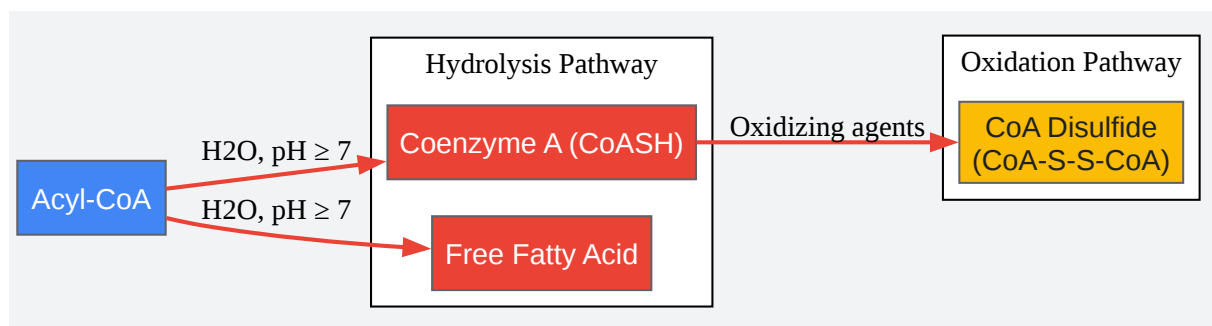 Acyl-CoA
H2O, pH ≥ 7
H2O, pH ≥ 7
Hydrolysis Pathway
Coenzyme A (CoASH)
Free Fatty Acid
Oxidizing agents
Oxidation Pathway
CoA Disulfide
(CoA-S-S-CoA)